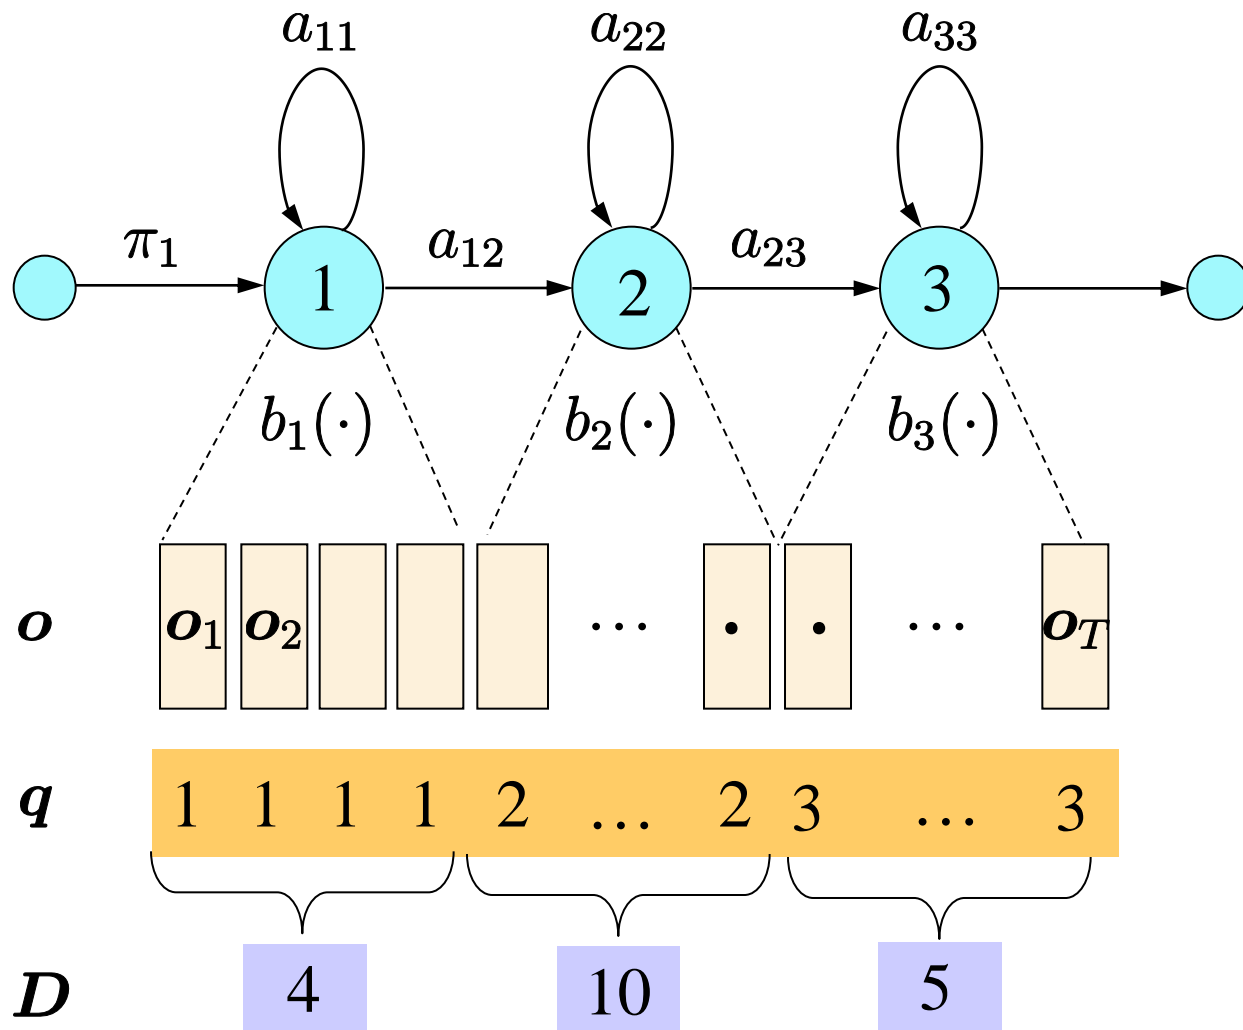 a₁₁ a₂₂ a₃₃
π₁ a₁₂ a₂₃
1 2 3
b₁(·) b₂(·) b₃(·)
o o₁ o₂ … · · … o_T
q 1 1 1 1 2 … 2 3 … 3
D 4 10 5